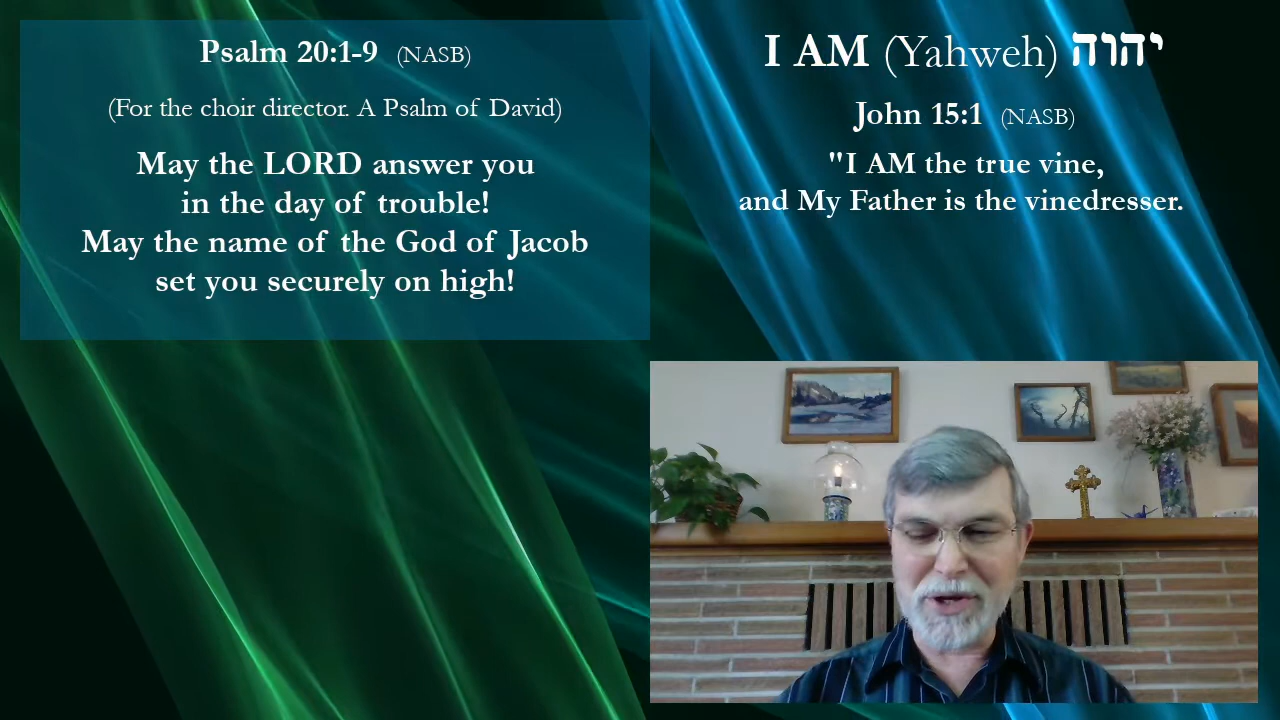 Psalm 20:1-9 (NASB)
(For the choir director. A Psalm of David)
May the LORD answer you
in the day of trouble!
May the name of the God of Jacob
set you securely on high!
I AM (Yahweh) יהוה
John 15:1 (NASB)
"I AM the true vine,
and My Father is the vinedresser.